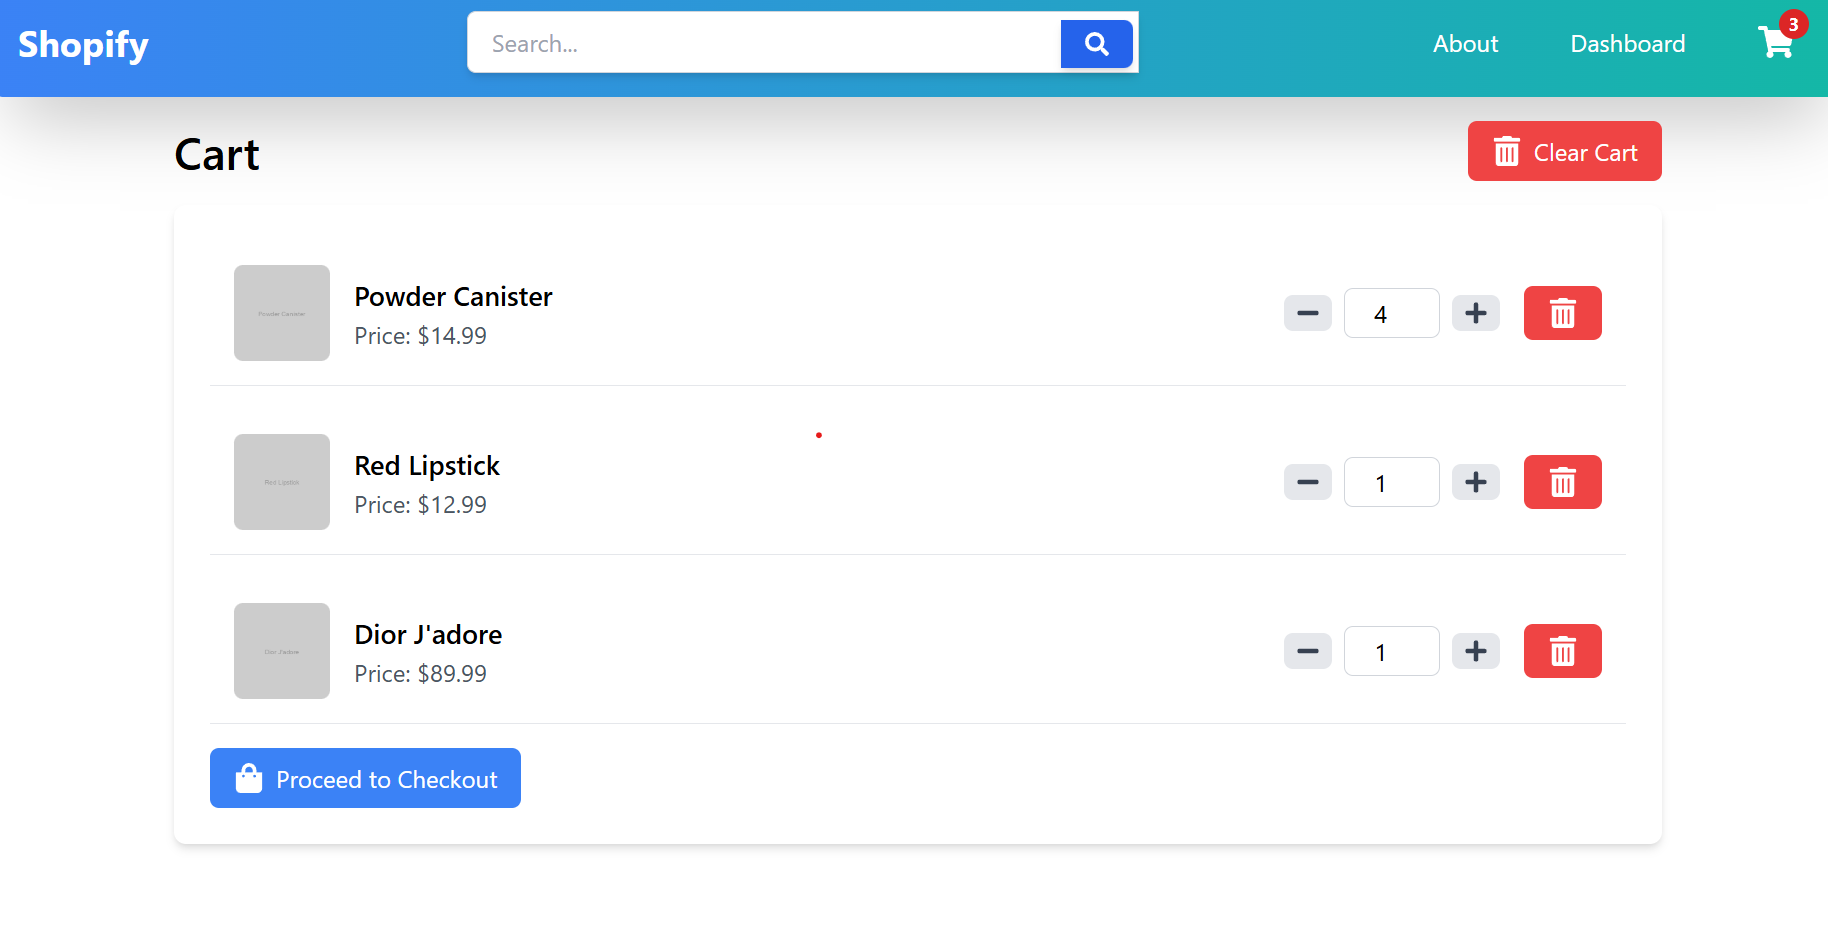 Shopify
Search...
About
Dashboard
3
Cart
Clear Cart
Powder Canister
Powder Canister
Price: $14.99
4
Red Lipstick
Red Lipstick
Price: $12.99
1
Dior J'adore
Dior J'adore
Price: $89.99
1
Proceed to Checkout